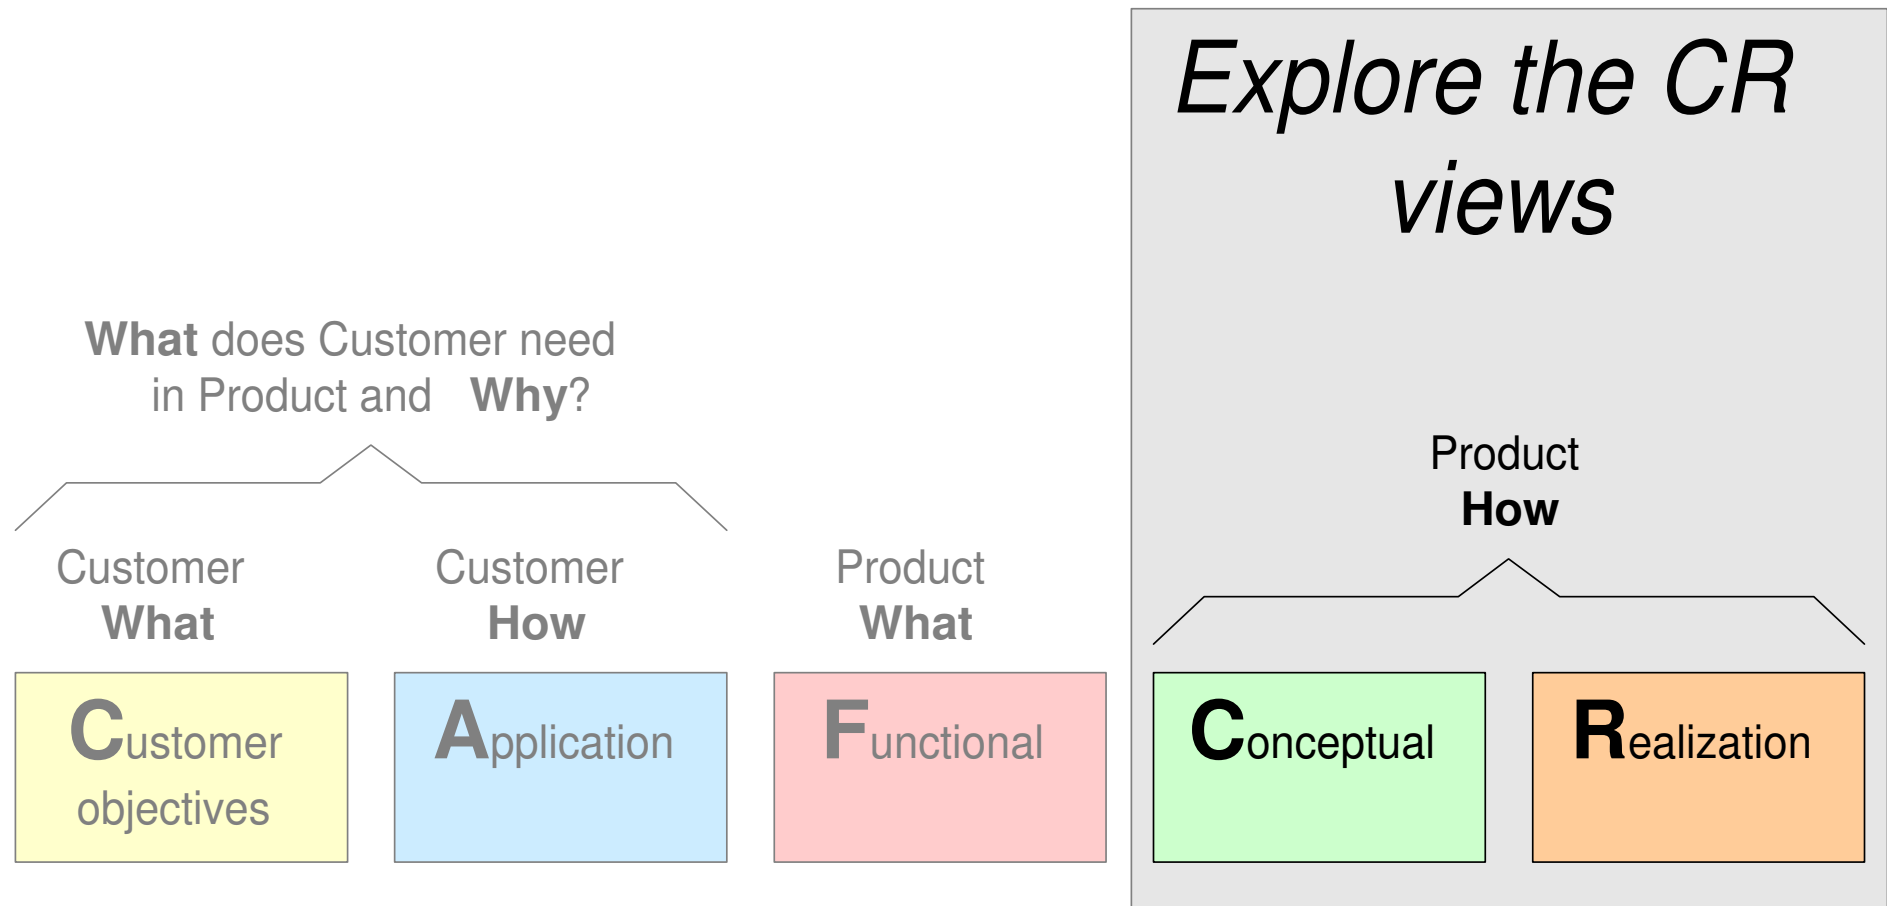 Explore the CR
views
What does Customer need
in Product and Why?
Product
How
Customer
What
Customer
How
Product
What
Customer
objectives
Application
Functional
Conceptual
Realization